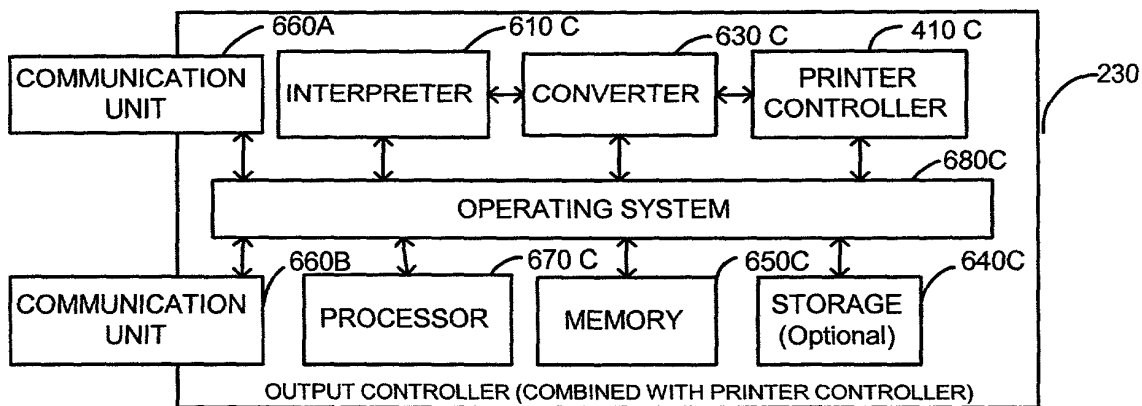 660A
610 C
630 C
410 C
COMMUNICATION
UNIT
INTERPRETER
CONVERTER
PRINTER
CONTROLLER
230
680C
OPERATING SYSTEM
660B
670 C
650C
640C
COMMUNICATION
UNIT
PROCESSOR
MEMORY
STORAGE
(Optional)
OUTPUT CONTROLLER (COMBINED WITH PRINTER CONTROLLER)